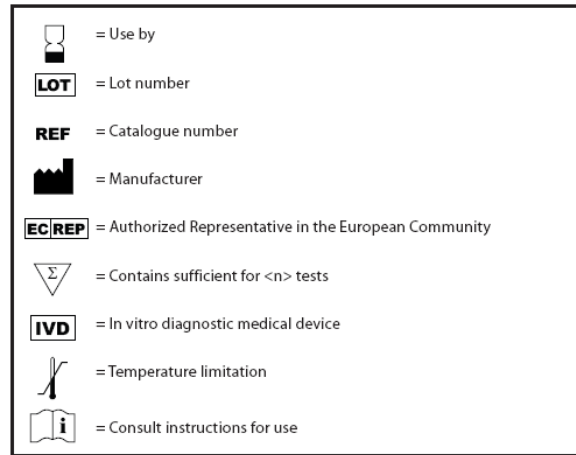 = Use by
LOT = Lot number
REF = Catalogue number
= Manufacturer
EC REP = Authorized Representative in the European Community
Σ = Contains sufficient for <n> tests
IVD = In vitro diagnostic medical device
= Temperature limitation
i = Consult instructions for use